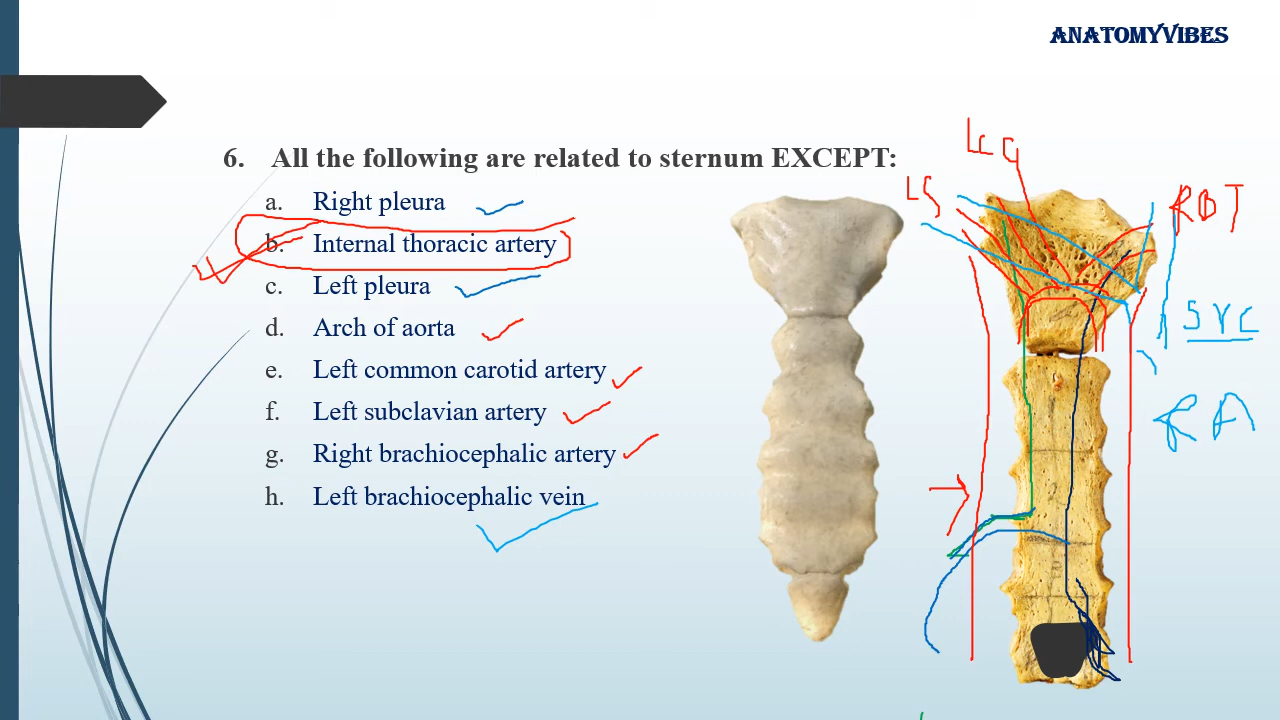 ANATOMYVIBES
6. All the following are related to sternum EXCEPT:
a. Right pleura
b. Internal thoracic artery
c. Left pleura
d. Arch of aorta
e. Left common carotid artery
f. Left subclavian artery
g. Right brachiocephalic artery
h. Left brachiocephalic vein
LS
RBT
SVC
RA